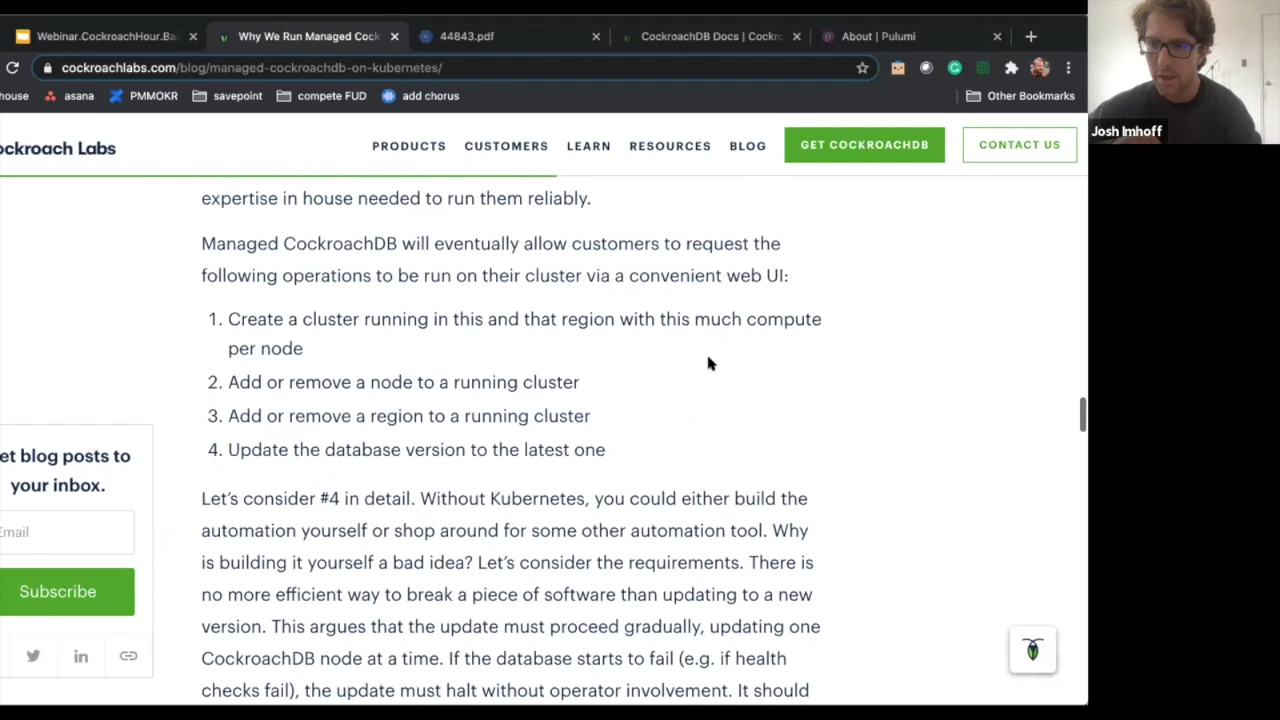 Webinar.CockroachHour.Ba
Why We Run Managed Cock
44843.pdf
CockroachDB Docs | Cockro
About | Pulumi
cockroachlabs.com/blog/managed-cockroachdb-on-kubernetes/
house
asana
PMMOKR
savepoint
compete FUD
add chorus
Other Bookmarks
Josh Imhoff
ockroach Labs
PRODUCTS
CUSTOMERS
LEARN
RESOURCES
BLOG
GET COCKROACHDB
CONTACT US
expertise in house needed to run them reliably.
Managed CockroachDB will eventually allow customers to request the
following operations to be run on their cluster via a convenient web UI:
1. Create a cluster running in this and that region with this much compute
per node
2. Add or remove a node to a running cluster
3. Add or remove a region to a running cluster
4. Update the database version to the latest one
Let's consider #4 in detail. Without Kubernetes, you could either build the
automation yourself or shop around for some other automation tool. Why
is building it yourself a bad idea? Let's consider the requirements. There is
no more efficient way to break a piece of software than updating to a new
version. This argues that the update must proceed gradually, updating one
CockroachDB node at a time. If the database starts to fail (e.g. if health
checks fail), the update must halt without operator involvement. It should
et blog posts to
your inbox.
Email
Subscribe